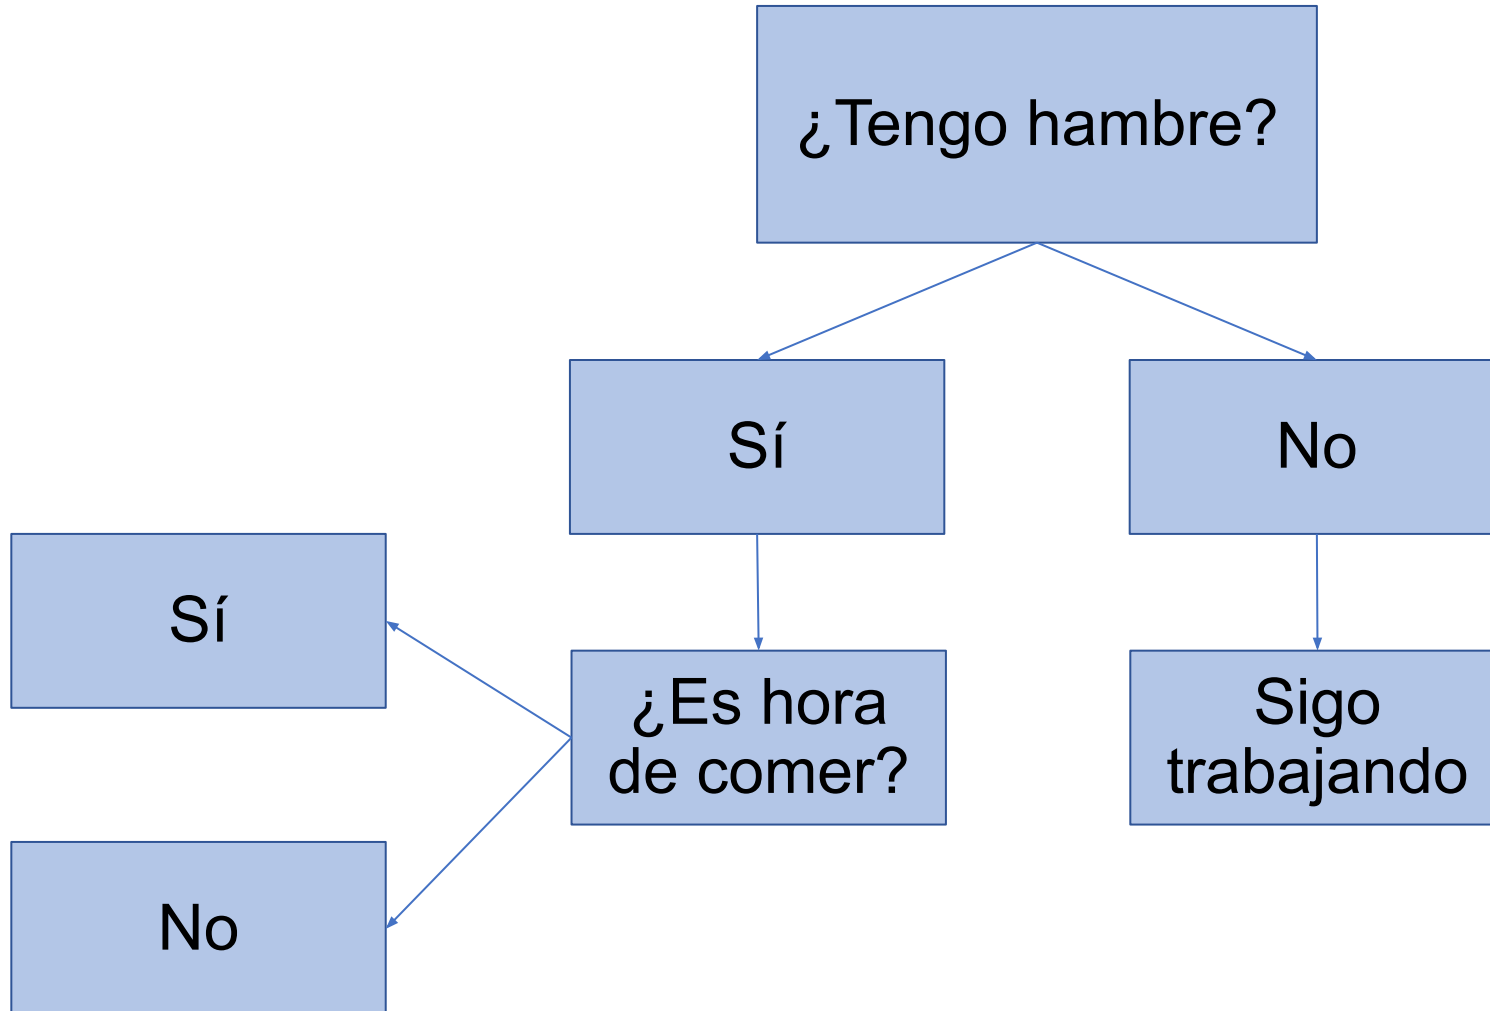 ¿Tengo hambre?
Sí
No
Sí
¿Es hora
de comer?
Sigo
trabajando
No